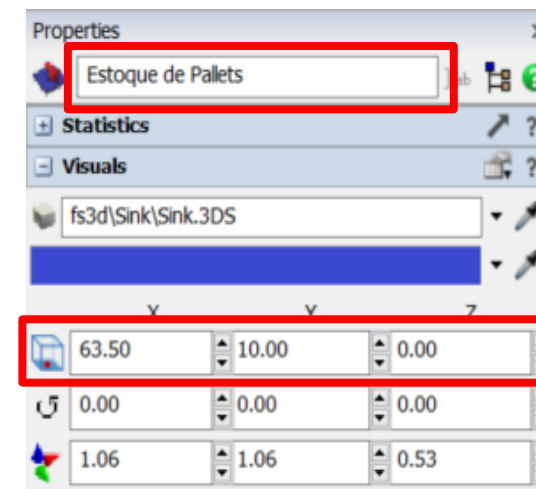 Properties
Estoque de Pallets
Statistics
?
Visuals
?
fs3d\Sink\Sink.3DS
X Y Z
63.50 10.00 0.00
0.00 0.00 0.00
1.06 1.06 0.53